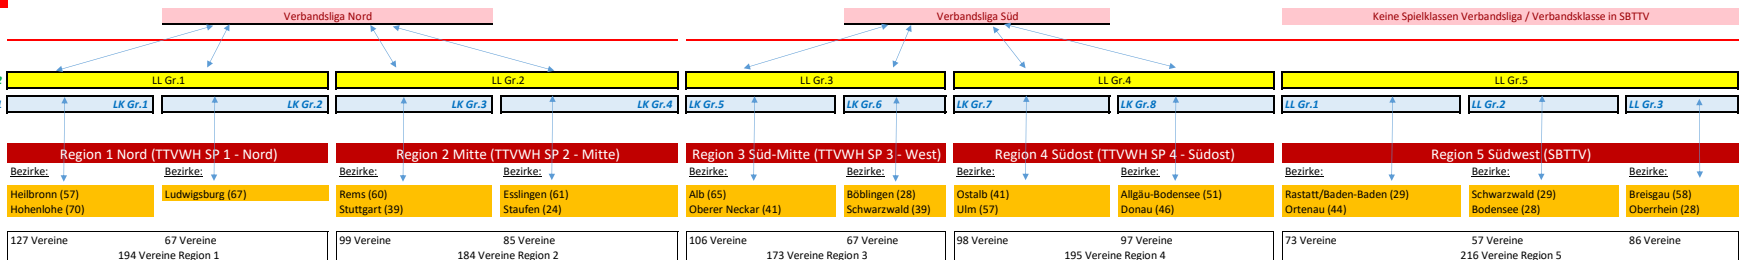 Verbandsliga Nord Verbandsliga Süd Keine Spielklassen Verbandsliga / Verbandsklasse in SBTTV
LL Gr.1 LL Gr.2 LL Gr.3 LL Gr.4 LL Gr.5
LK Gr.1 LK Gr.2 LK Gr.3 LK Gr.4 LK Gr.5 LK Gr.6 LK Gr.7 LK Gr.8 LL Gr.1 LL Gr.2 LL Gr.3
Region 1 Nord (TTVWH SP 1 - Nord) Region 2 Mitte (TTVWH SP 2 - Mitte) Region 3 Süd-Mitte (TTVWH SP 3 - West) Region 4 Südost (TTVWH SP 4 - Südost) Region 5 Südwest (SBTTV)
Bezirke: Bezirke: Bezirke: Bezirke: Bezirke: Bezirke: Bezirke: Bezirke: Bezirke: Bezirke: Bezirke:
Heilbronn (57) Ludwigsburg (67) Rems (60) Esslingen (61) Alb (65) Böblingen (28) Ostalb (41) Allgäu-Bodensee (51) Rastatt/Baden-Baden (29) Schwarzwald (29) Breisgau (58)
Hohenlohe (70) Stuttgart (39) Staufen (24) Oberer Neckar (41) Schwarzwald (39) Ulm (57) Donau (46) Ortenau (44) Bodensee (28) Oberrhein (28)
127 Vereine 67 Vereine 99 Vereine 85 Vereine 106 Vereine 67 Vereine 98 Vereine 97 Vereine 73 Vereine 57 Vereine 86 Vereine
194 Vereine Region 1 184 Vereine Region 2 173 Vereine Region 3 195 Vereine Region 4 216 Vereine Region 5